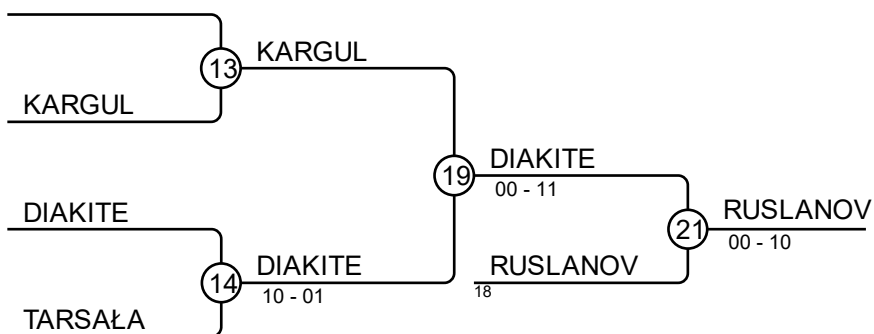 13
KARGUL
KARGUL
19
DIAKITE
00 - 11
DIAKITE
21
RUSLANOV
00 - 10
14
DIAKITE
10 - 01
RUSLANOV
18
TARSAŁA